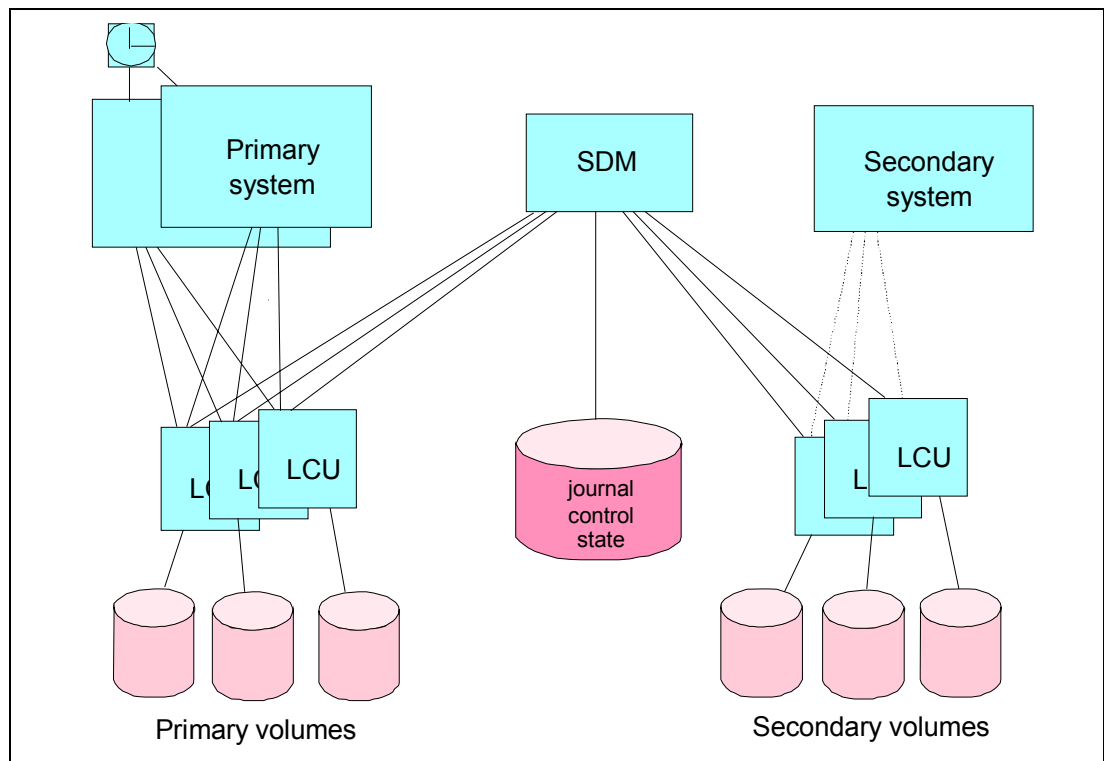 Primary
system
SDM
Secondary
system
LCU
LCU
journal
control
state
Primary volumes
Secondary volumes